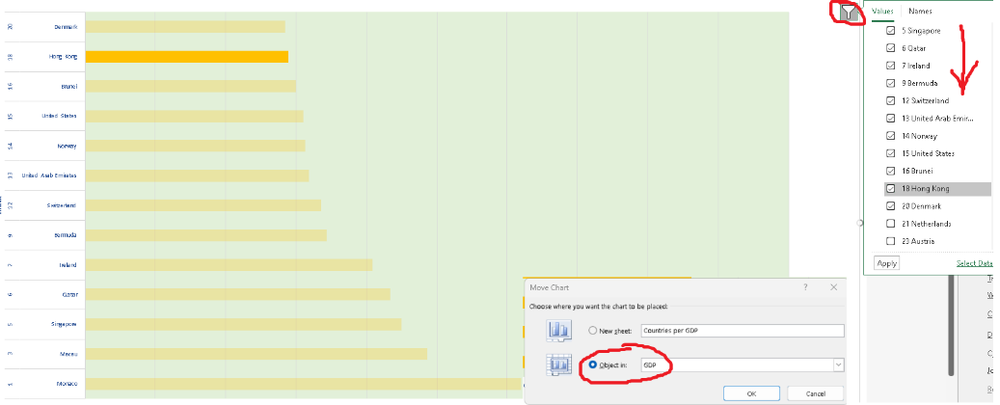 Values Names
5 Singapore
6 Qatar
7 Ireland
9 Bermuda
12 Switzerland
13 United Arab Emir...
14 Norway
15 United States
16 Brunei
18 Hong Kong
20 Denmark
21 Netherlands
23 Austria
Apply Select Data
20 Denmark
18 Hong Kong
16 Brunei
15 United States
14 Norway
13 United Arab Emirates
12 Switzerland
9 Bermuda
7 Ireland
6 Qatar
5 Singapore
3 Macau
1 Monaco
Move Chart ?
Choose where you want the chart to be placed:
New sheet: Countries per GDP
Object in: GDP
OK Cancel